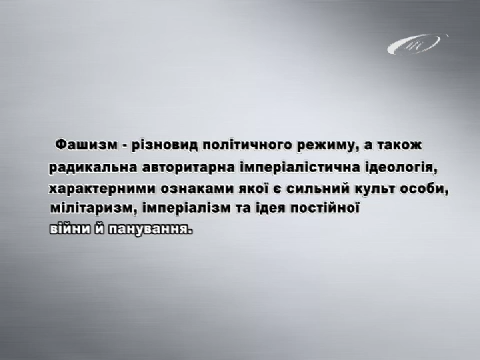 Фашизм - різновид політичного режиму, а також
радикальна авторитарна імперіалістична ідеологія,
характерними ознаками якої є сильний культ особи,
мілітаризм, імперіалізм та ідея постійної
війни й панування.